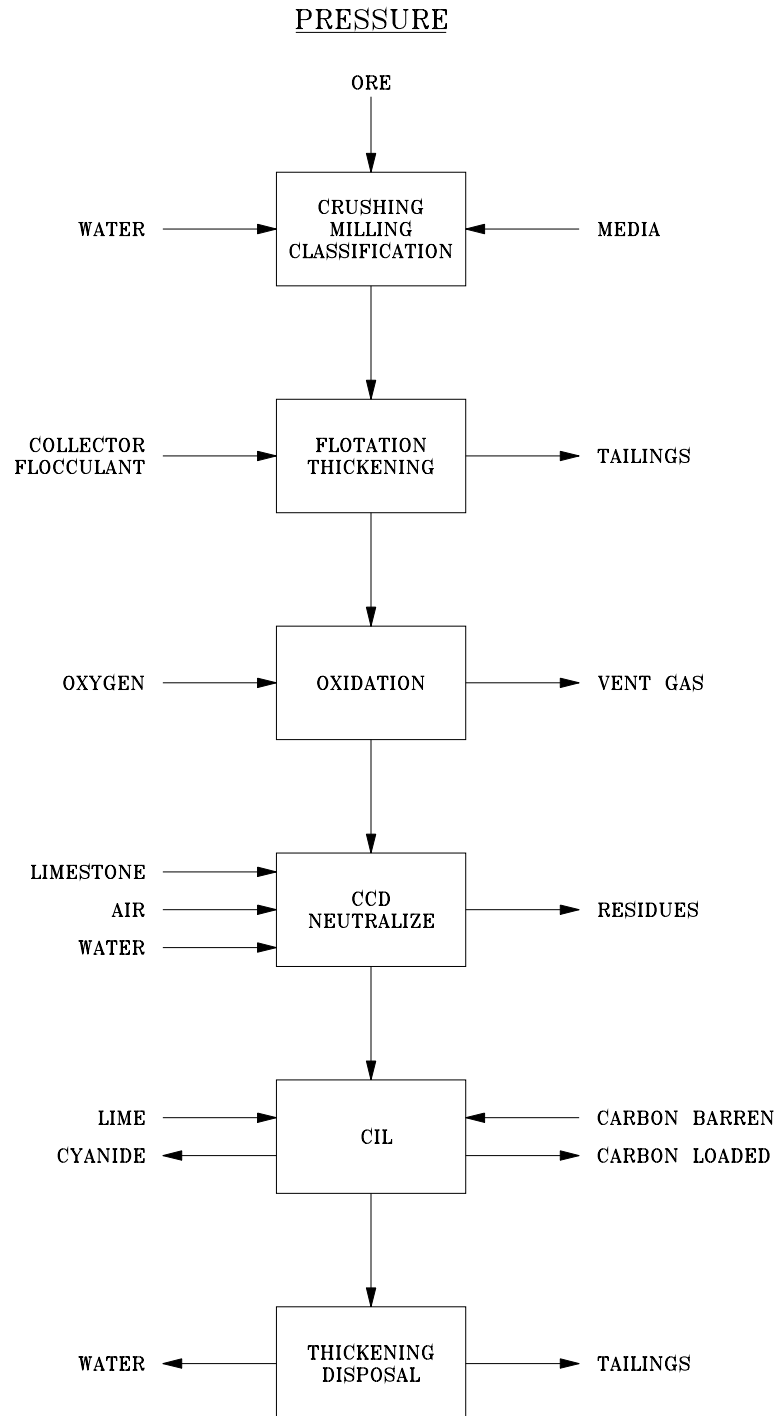 PRESSURE
ORE
WATER
CRUSHING
MILLING
CLASSIFICATION
MEDIA
COLLECTOR
FLOCCULANT
FLOTATION
THICKENING
TAILINGS
OXYGEN
OXIDATION
VENT GAS
LIMESTONE
AIR
WATER
CCD
NEUTRALIZE
RESIDUES
LIME
CYANIDE
CIL
CARBON BARREN
CARBON LOADED
WATER
THICKENING
DISPOSAL
TAILINGS